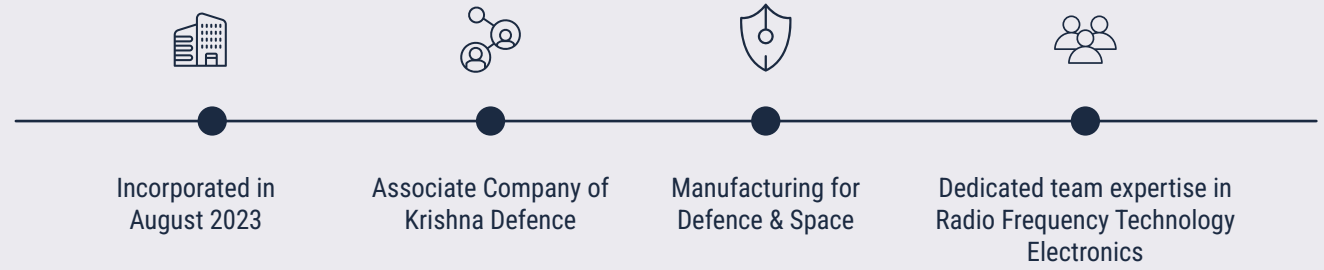 Incorporated in
August 2023
Associate Company of
Krishna Defence
Manufacturing for
Defence & Space
Dedicated team expertise in
Radio Frequency Technology
Electronics